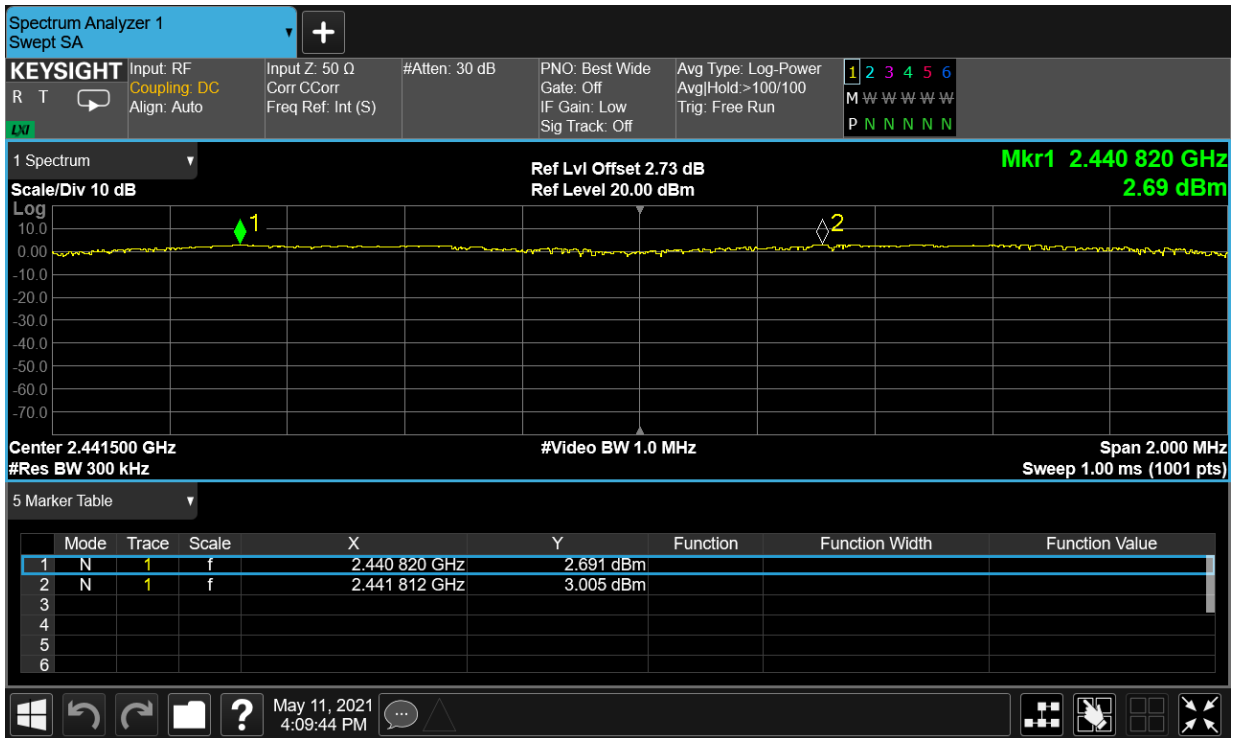 Spectrum Analyzer 1
Swept SA
KEYSIGHT
R T
LXI
Input: RF
Coupling: DC
Align: Auto
Input Z: 50 Ω
Corr CCorr
Freq Ref: Int (S)
#Atten: 30 dB
PNO: Best Wide
Gate: Off
IF Gain: Low
Sig Track: Off
Avg Type: Log-Power
Avg|Hold:>100/100
Trig: Free Run
1 2 3 4 5 6
M W W W W W
P N N N N N
1 Spectrum
Scale/Div 10 dB
Ref Lvl Offset 2.73 dB
Ref Level 20.00 dBm
Mkr1 2.440 820 GHz
2.69 dBm
Log
10.0
0.00
-10.0
-20.0
-30.0
-40.0
-50.0
-60.0
-70.0
1
2
Center 2.441500 GHz
#Res BW 300 kHz
#Video BW 1.0 MHz
Span 2.000 MHz
Sweep 1.00 ms (1001 pts)
5 Marker Table
Mode Trace Scale X Y Function Function Width Function Value
1 N 1 f 2.440 820 GHz 2.691 dBm
2 N 1 f 2.441 812 GHz 3.005 dBm
3
4
5
6
?
May 11, 2021
4:09:44 PM